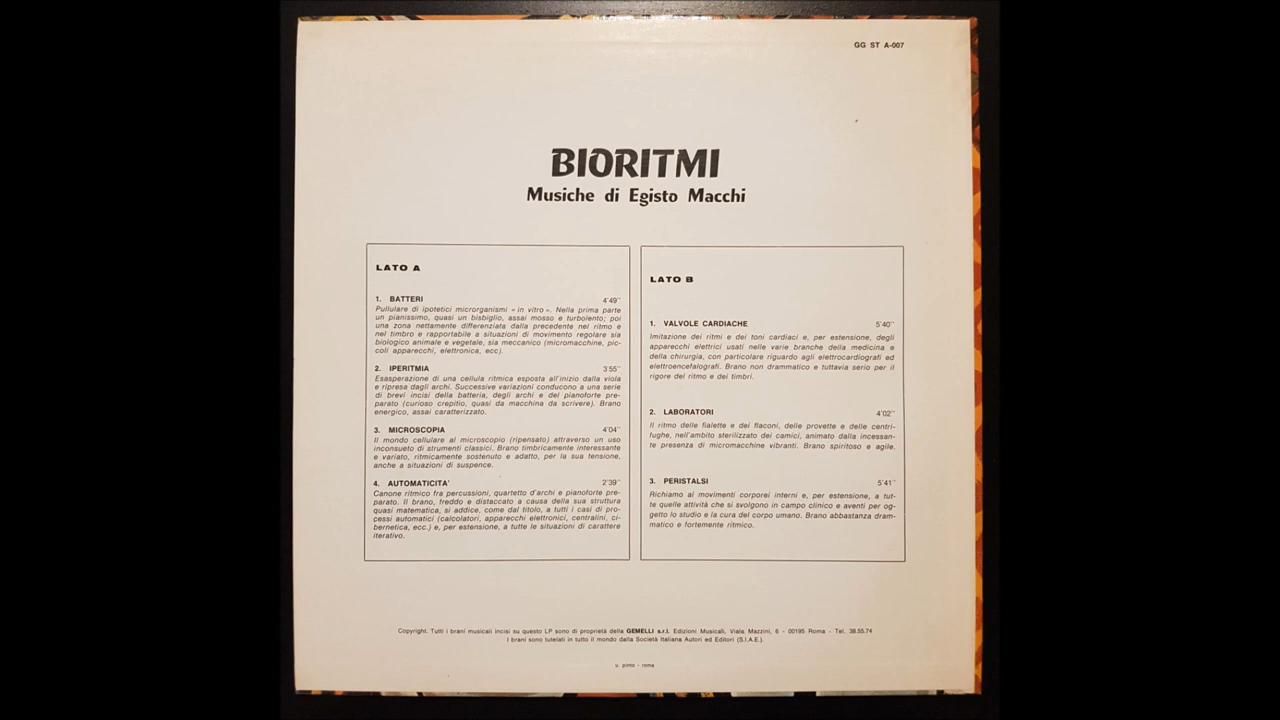 GG ST A-007
BIORITMI
Musiche di Egisto Macchi
LATO A
1. BATTERI 4'49''
Pullulare di ipotetici microrganismi « in vitro ». Nella prima parte
un pianissimo, quasi un bisbiglio, assai mosso e turbolento; poi
una zona nettamente differenziata dalla precedente nel ritmo e
nel timbro e rapportabile a situazioni di movimento regolare sia
biologico animale e vegetale, sia meccanico (micromacchine, pic-
coli apparecchi, elettronica, ecc).
2. IPERITMIA 3'55''
Esasperazione di una cellula ritmica esposta all'inizio dalla viola
e ripresa dagli archi. Successive variazioni conducono a una serie
di brevi incisi della batteria, degli archi e del pianoforte pre-
parato (curioso crepitio, quasi da macchina da scrivere). Brano
energico, assai caratterizzato.
3. MICROSCOPIA 4'04''
Il mondo cellulare al microscopio (ripensato) attraverso un uso
inconsueto di strumenti classici. Brano timbricamente interessante
e variato, ritmicamente sostenuto e adatto, per la sua tensione,
anche a situazioni di suspence.
4. AUTOMATICITA' 2'39''
Canone ritmico fra percussioni, quartetto d'archi e pianoforte pre-
parato. Il brano, freddo e distaccato a causa della sua struttura
quasi matematica, si addice, come dal titolo, a tutti i casi di pro-
cessi automatici (calcolatori, apparecchi elettronici, centralini, ci-
bernetica, ecc.) e, per estensione, a tutte le situazioni di carattere
iterativo.
LATO B
1. VALVOLE CARDIACHE 5'40''
Imitazione dei ritmi e dei toni cardiaci e, per estensione, degli
apparecchi elettrici usati nelle varie branche della medicina e
della chirurgia, con particolare riguardo agli elettrocardiografi ed
elettroencefalografi. Brano non drammatico e tuttavia serio per il
rigore del ritmo e dei timbri.
2. LABORATORI 4'02''
Il ritmo delle fialette e dei flaconi, delle provette e delle centri-
fughe, nell'ambito sterilizzato dei camici, animato dalla incessan-
te presenza di micromacchine vibranti. Brano spiritoso e agile.
3. PERISTALSI 5'41''
Richiamo ai movimenti corporei interni e, per estensione, a tut-
te quelle attività che si svolgono in campo clinico e aventi per og-
getto lo studio e la cura del corpo umano. Brano abbastanza dram-
matico e fortemente ritmico.
Copyright. Tutti i brani musicali incisi su questo LP sono di proprietà della GEMELLI s.r.l. Edizioni Musicali, Viale Mazzini, 6 - 00195 Roma - Tel. 38.55.74
I brani sono tutelati in tutto il mondo dalla Società Italiana Autori ed Editori (S.I.A.E.).
u. pinto - roma